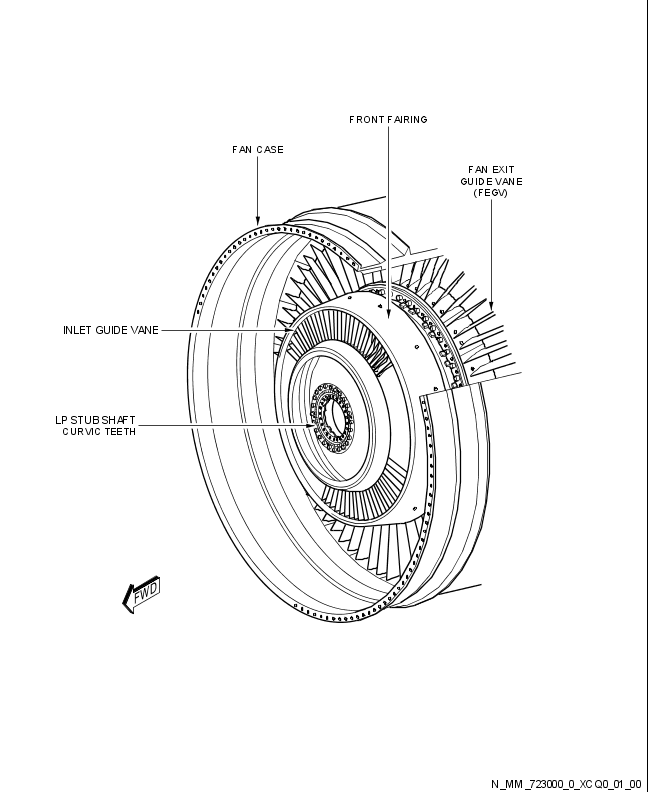 FRONT FAIRING
FAN CASE
FAN EXIT
GUIDE VANE
(FEGV)
INLET GUIDE VANE
LP STUB SHAFT
CURVIC TEETH
FWD
N_MM_723000_0_XCQ0_01_00